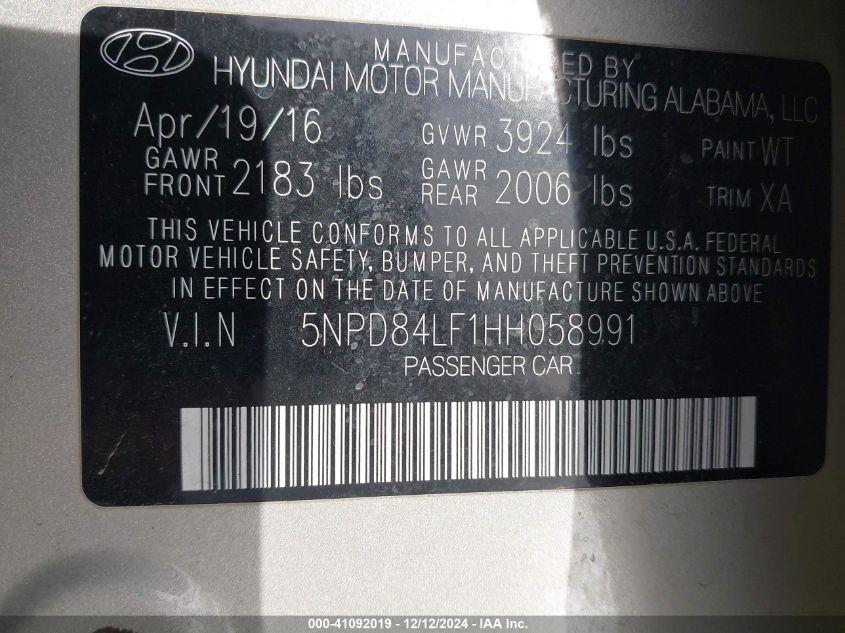 MANUFACTURED BY
HYUNDAI MOTOR MANUFACTURING ALABAMA, LLC
Apr/19/16 GVWR 3924 lbs PAINT WT
GAWR FRONT 2183 lbs GAWR REAR 2006 lbs TRIM XA
THIS VEHICLE CONFORMS TO ALL APPLICABLE U.S.A. FEDERAL
MOTOR VEHICLE SAFETY, BUMPER, AND THEFT PREVENTION STANDARDS
IN EFFECT ON THE DATE OF MANUFACTURE SHOWN ABOVE
V.I.N 5NPD84LF1HH058991
PASSENGER CAR
000-41092019 - 12/12/2024 - IAA Inc.